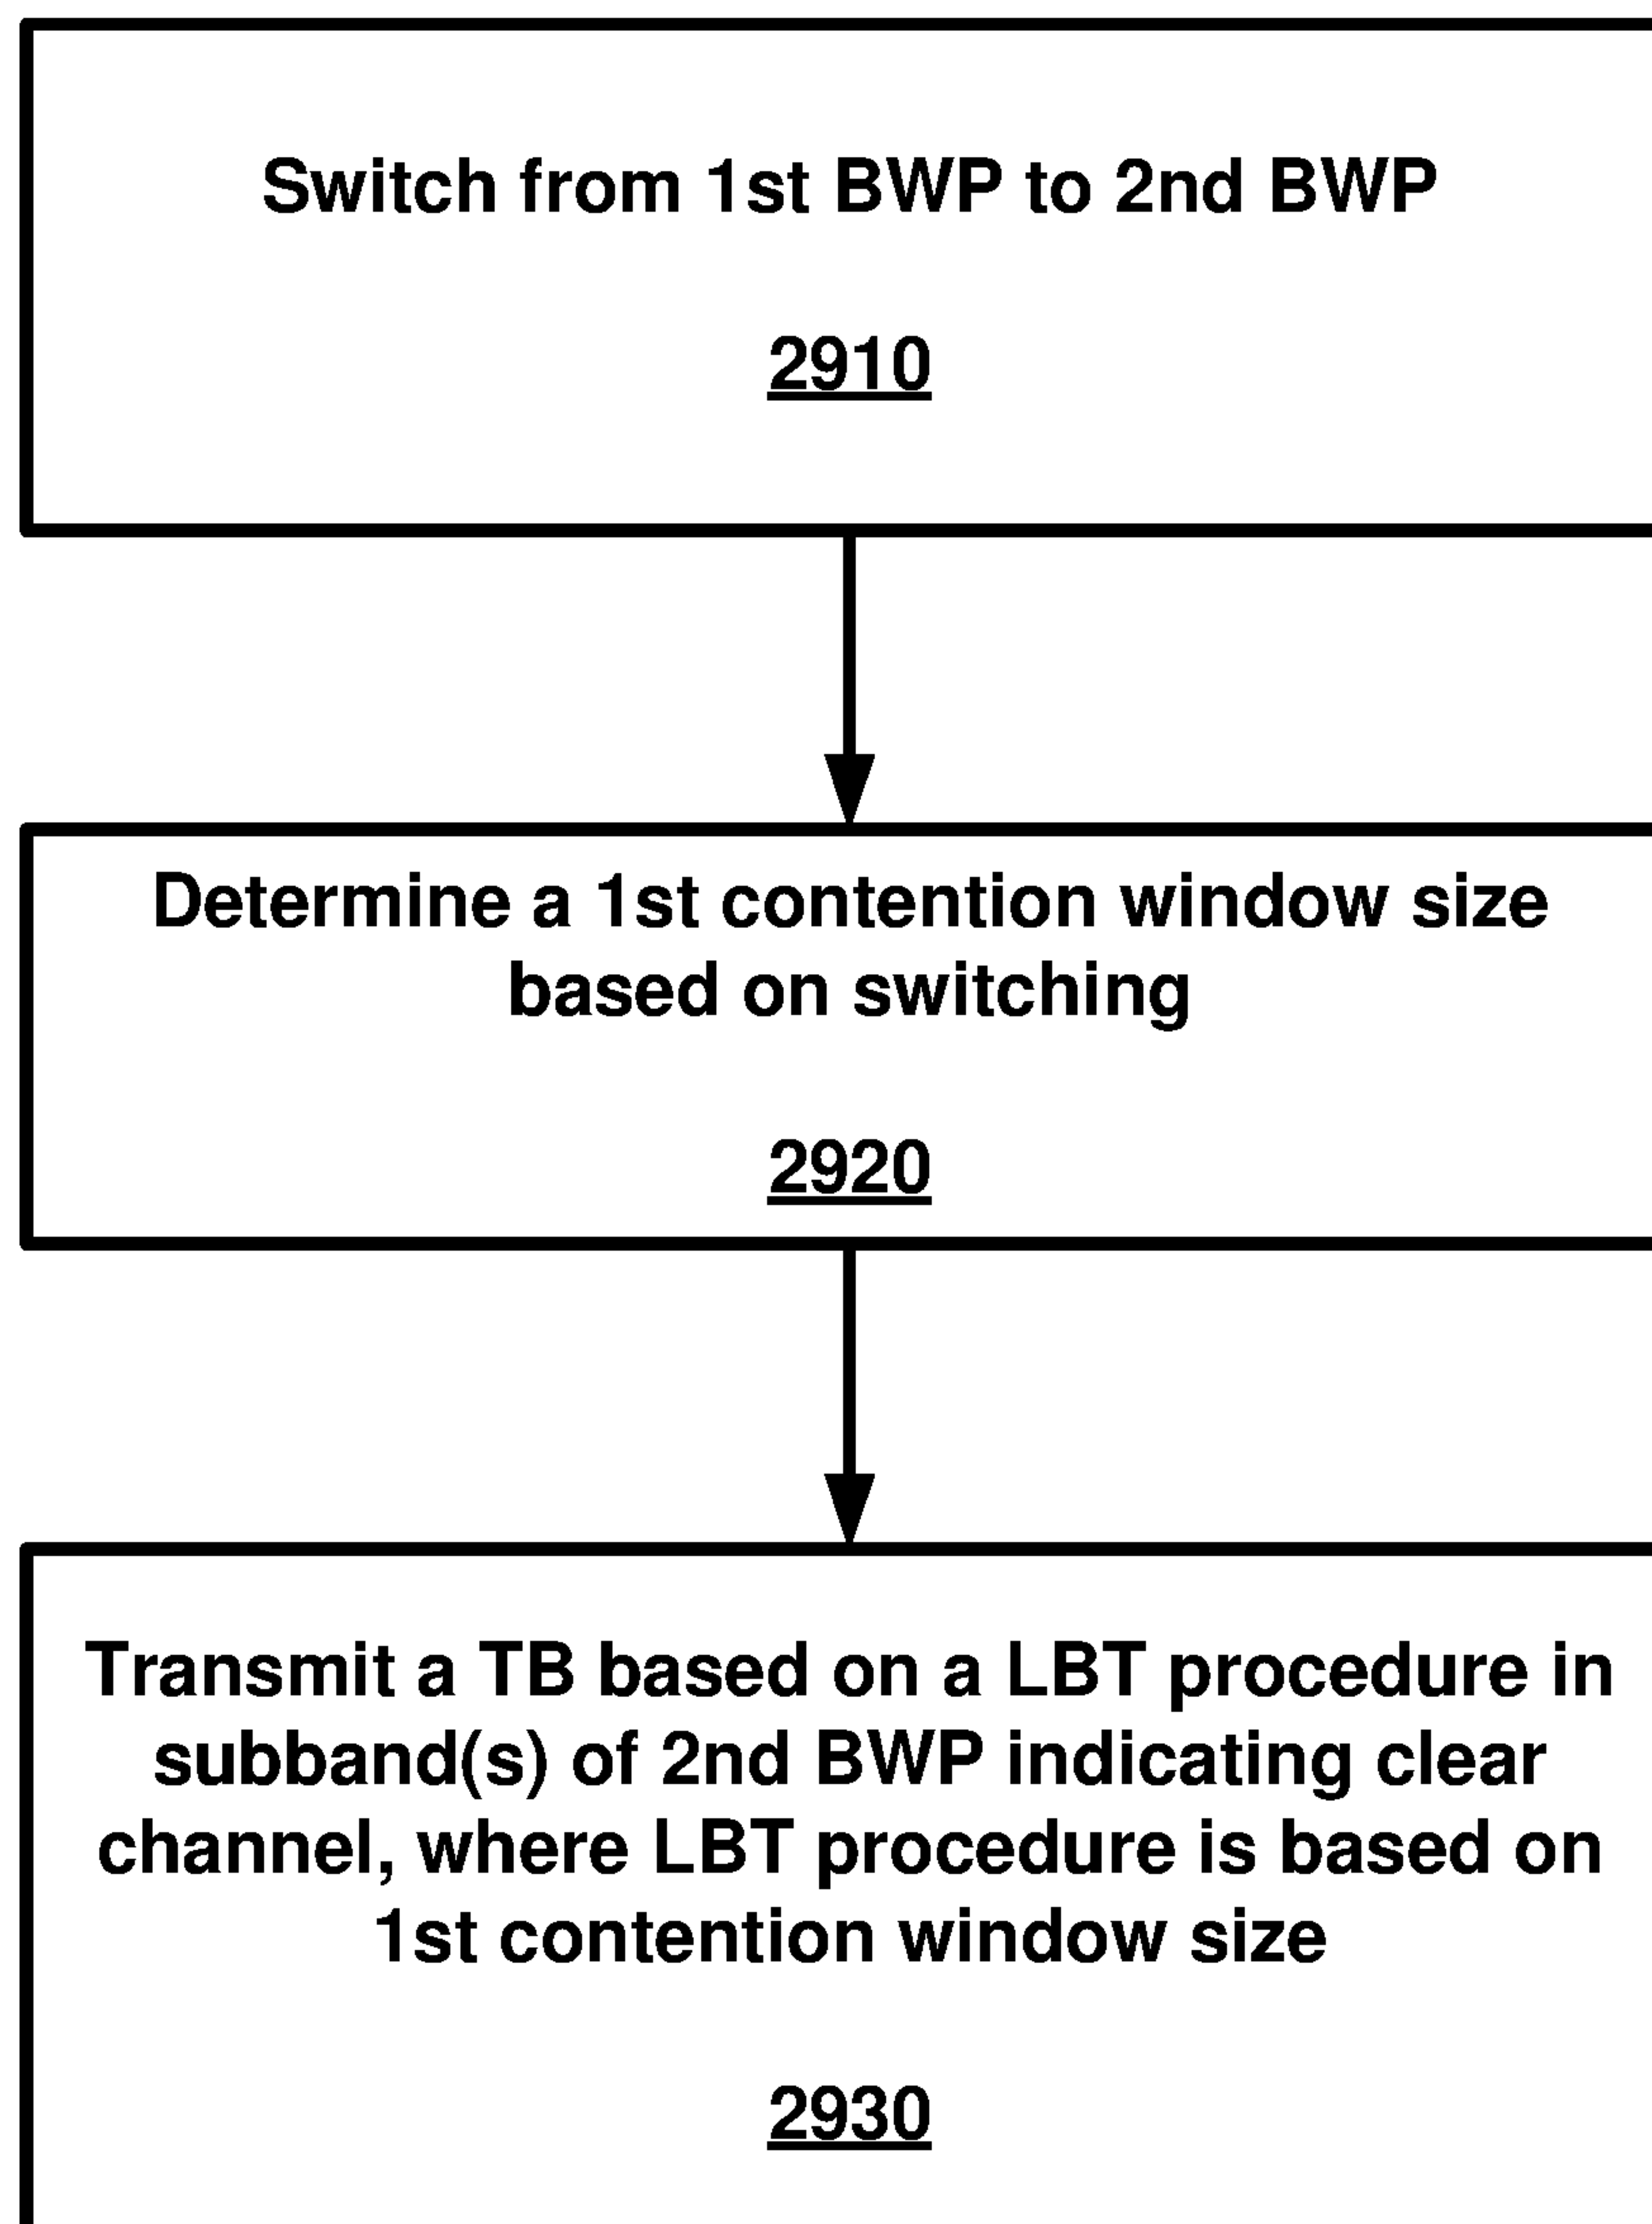 Switch from 1st BWP to 2nd BWP
2910
Determine a 1st contention window size
based on switching
2920
Transmit a TB based on a LBT procedure in
subband(s) of 2nd BWP indicating clear
channel, where LBT procedure is based on
1st contention window size
2930